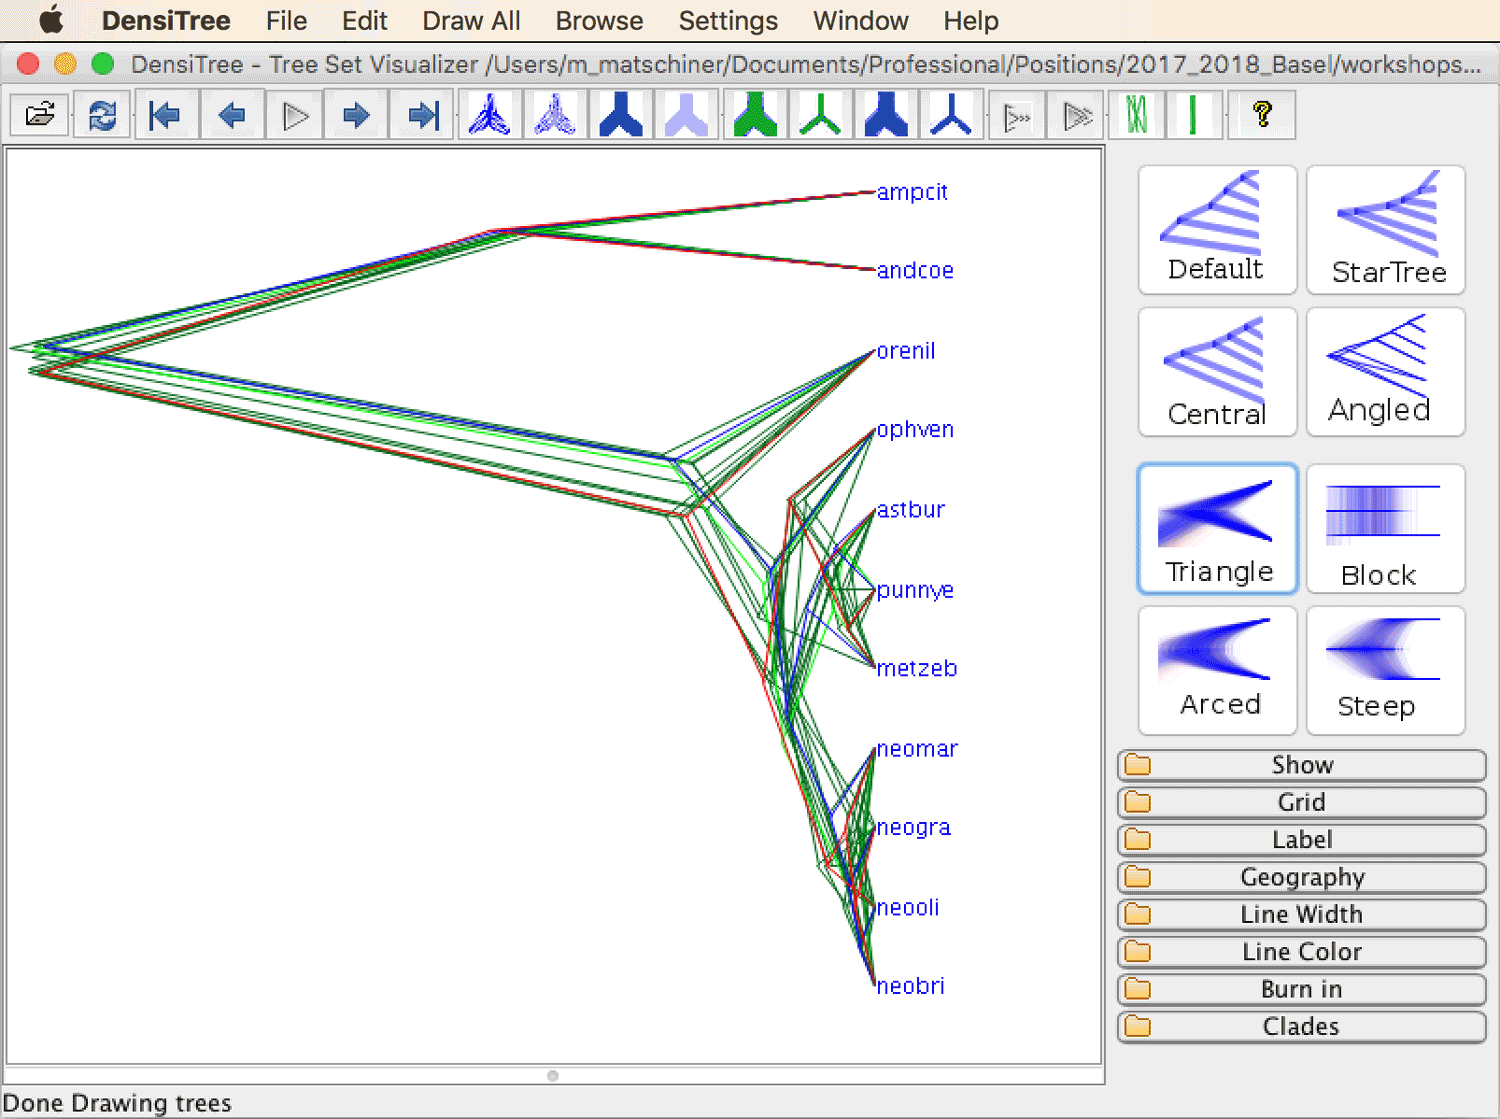 DensiTree File Edit Draw All Browse Settings Window Help
DensiTree - Tree Set Visualizer /Users/m_matschiner/Documents/Professional/Positions/2017_2018_Basel/workshops...
?
ampcit
andcoe
orenil
ophven
astbur
punnye
metzeb
neomar
neogra
neooli
neobri
Default StarTree
Central Angled
Triangle Block
Arced Steep
Show
Grid
Label
Geography
Line Width
Line Color
Burn in
Clades
Done Drawing trees